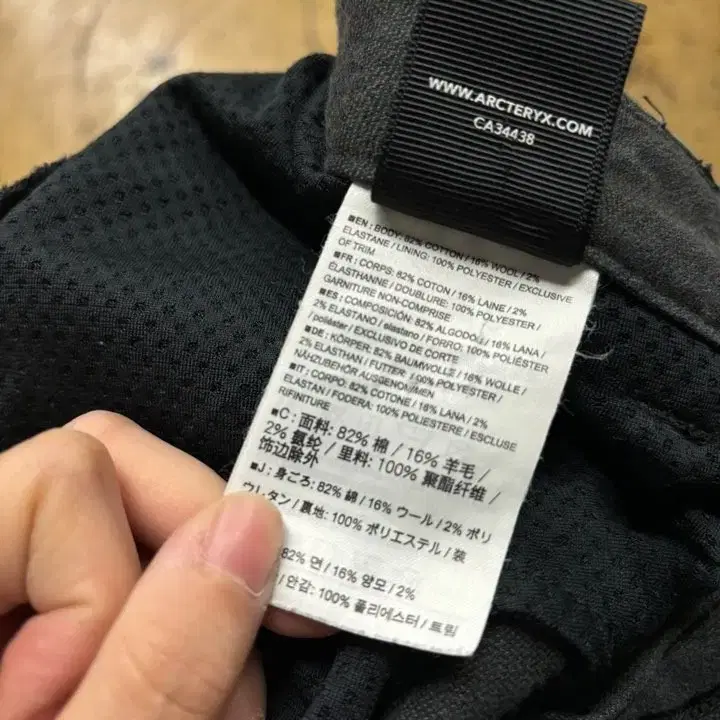 WWW.ARCTERYX.COM
CA34438
■EN : BODY: 82% COTTON / 16% WOOL / 2%
ELASTANE / LINING: 100% POLYESTER / EXCLUSIVE
OF TRIM
■FR : CORPS: 82% COTON / 16% LAINE / 2%
ÉLASTHANNE / DOUBLURE: 100% POLYESTER /
GARNITURE NON-COMPRISE
■ES : COMPOSICIÓN: 82% ALGODÓN / 16% LANA /
2% ELASTANO / elastano / FORRO: 100% POLIÉSTER
/ poliéster / EXCLUSIVO DE CORTE
■DE : KÖRPER: 82% BAUMWOLLE / 16% WOLLE /
2% ELASTHAN / FUTTER: 100% POLYESTER /
NÄHZUBEHÖR AUSGENOMMEN
■IT : CORPO: 82% COTONE / 16% LANA / 2%
ELASTAN / FODERA: 100% POLIESTERE / ESCLUSE
RIFINITURE
■C : 面料: 82% 棉 / 16% 羊毛 /
2% 氨纶 / 里料: 100% 聚酯纤维 /
饰边除外
■J : 身ごろ: 82% 綿 / 16% ウール / 2% ポリ
ウレタン / 裏地: 100% ポリエステル / 装
82% 면 / 16% 양모 / 2%
/ 안감: 100% 폴리에스터 / 트림